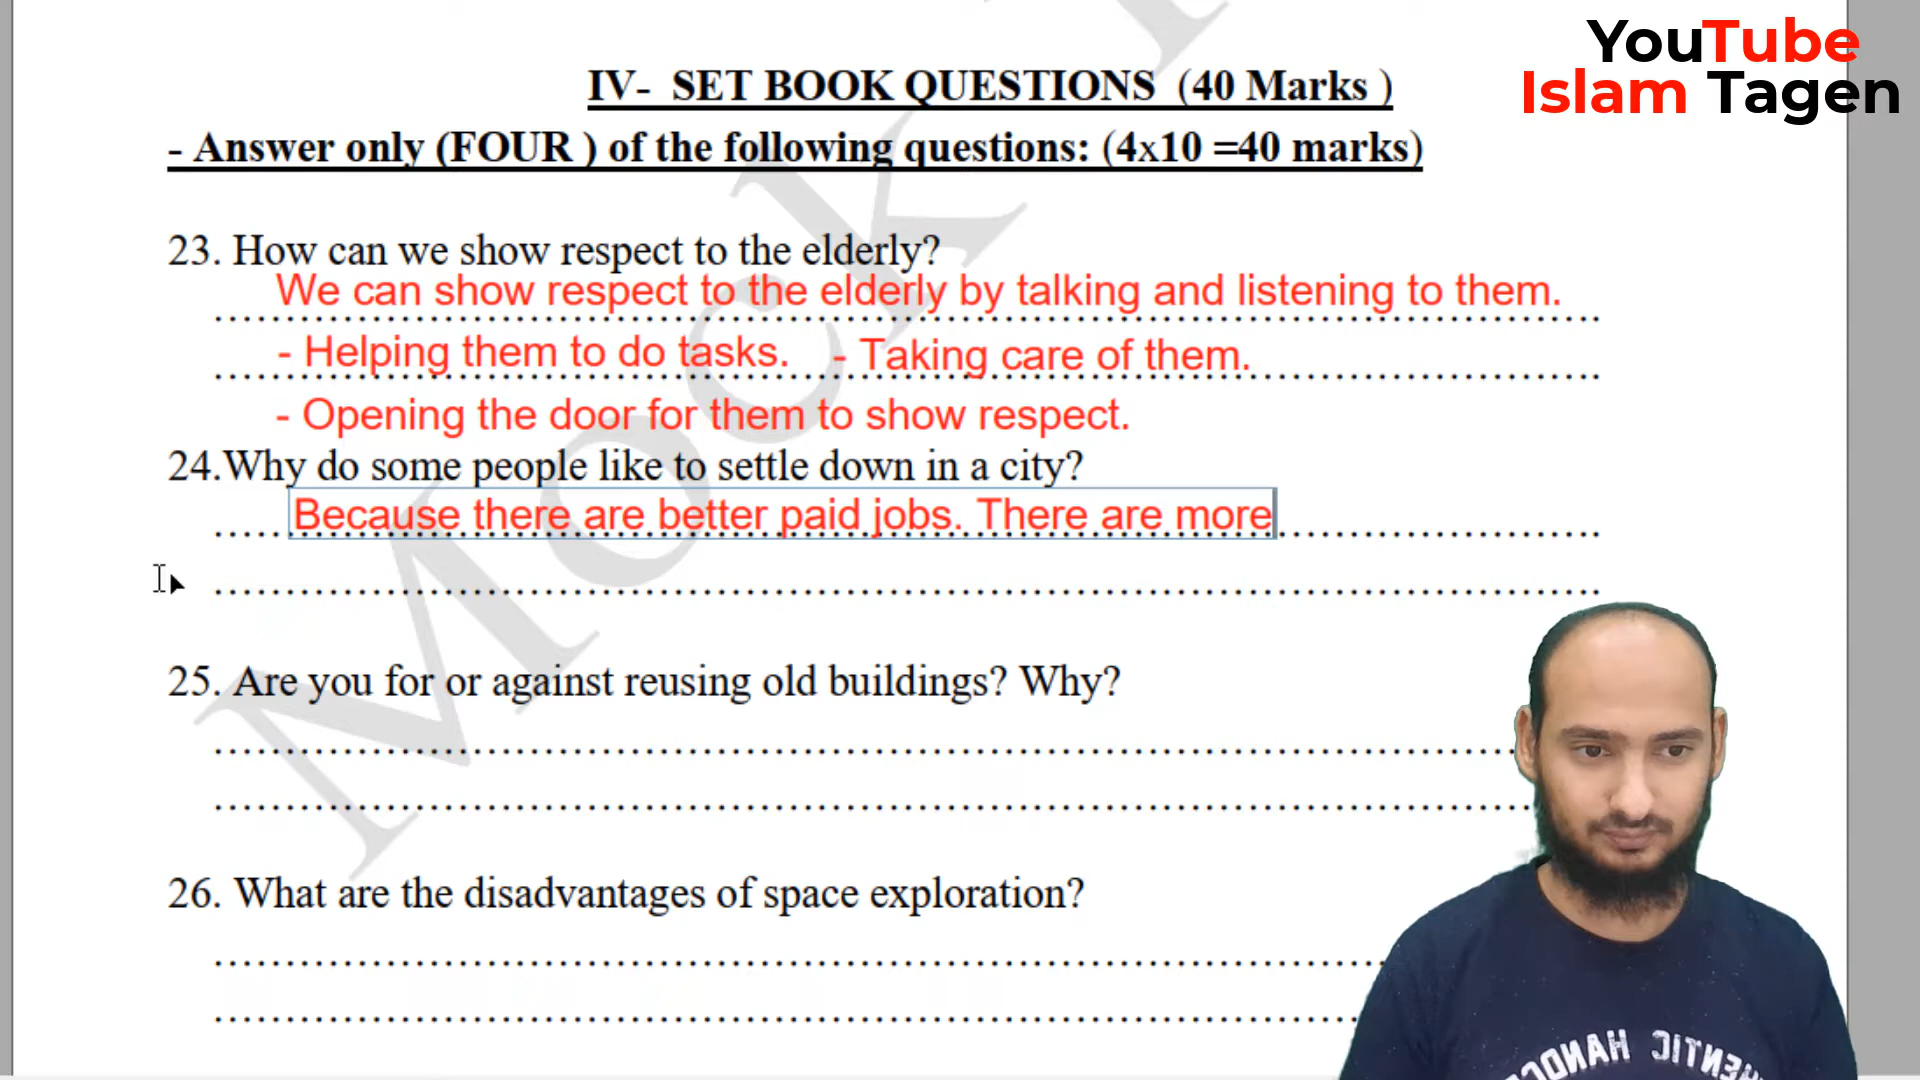 YouTube
Islam Tagen
IV- SET BOOK QUESTIONS (40 Marks )
- Answer only (FOUR ) of the following questions: (4x10 =40 marks)
23. How can we show respect to the elderly?
We can show respect to the elderly by talking and listening to them.
- Helping them to do tasks. - Taking care of them.
- Opening the door for them to show respect.
24.Why do some people like to settle down in a city?
Because there are better paid jobs. There are more
25. Are you for or against reusing old buildings? Why?
26. What are the disadvantages of space exploration?
Mock